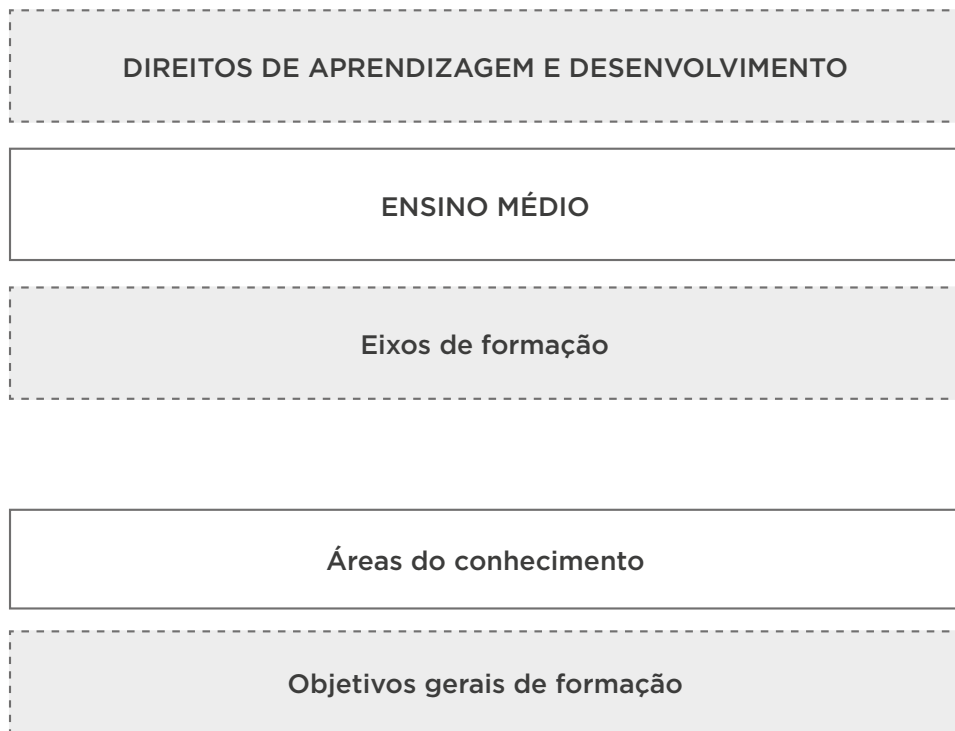 DIREITOS DE APRENDIZAGEM E DESENVOLVIMENTO
ENSINO MÉDIO
Eixos de formação
Áreas do conhecimento
Objetivos gerais de formação